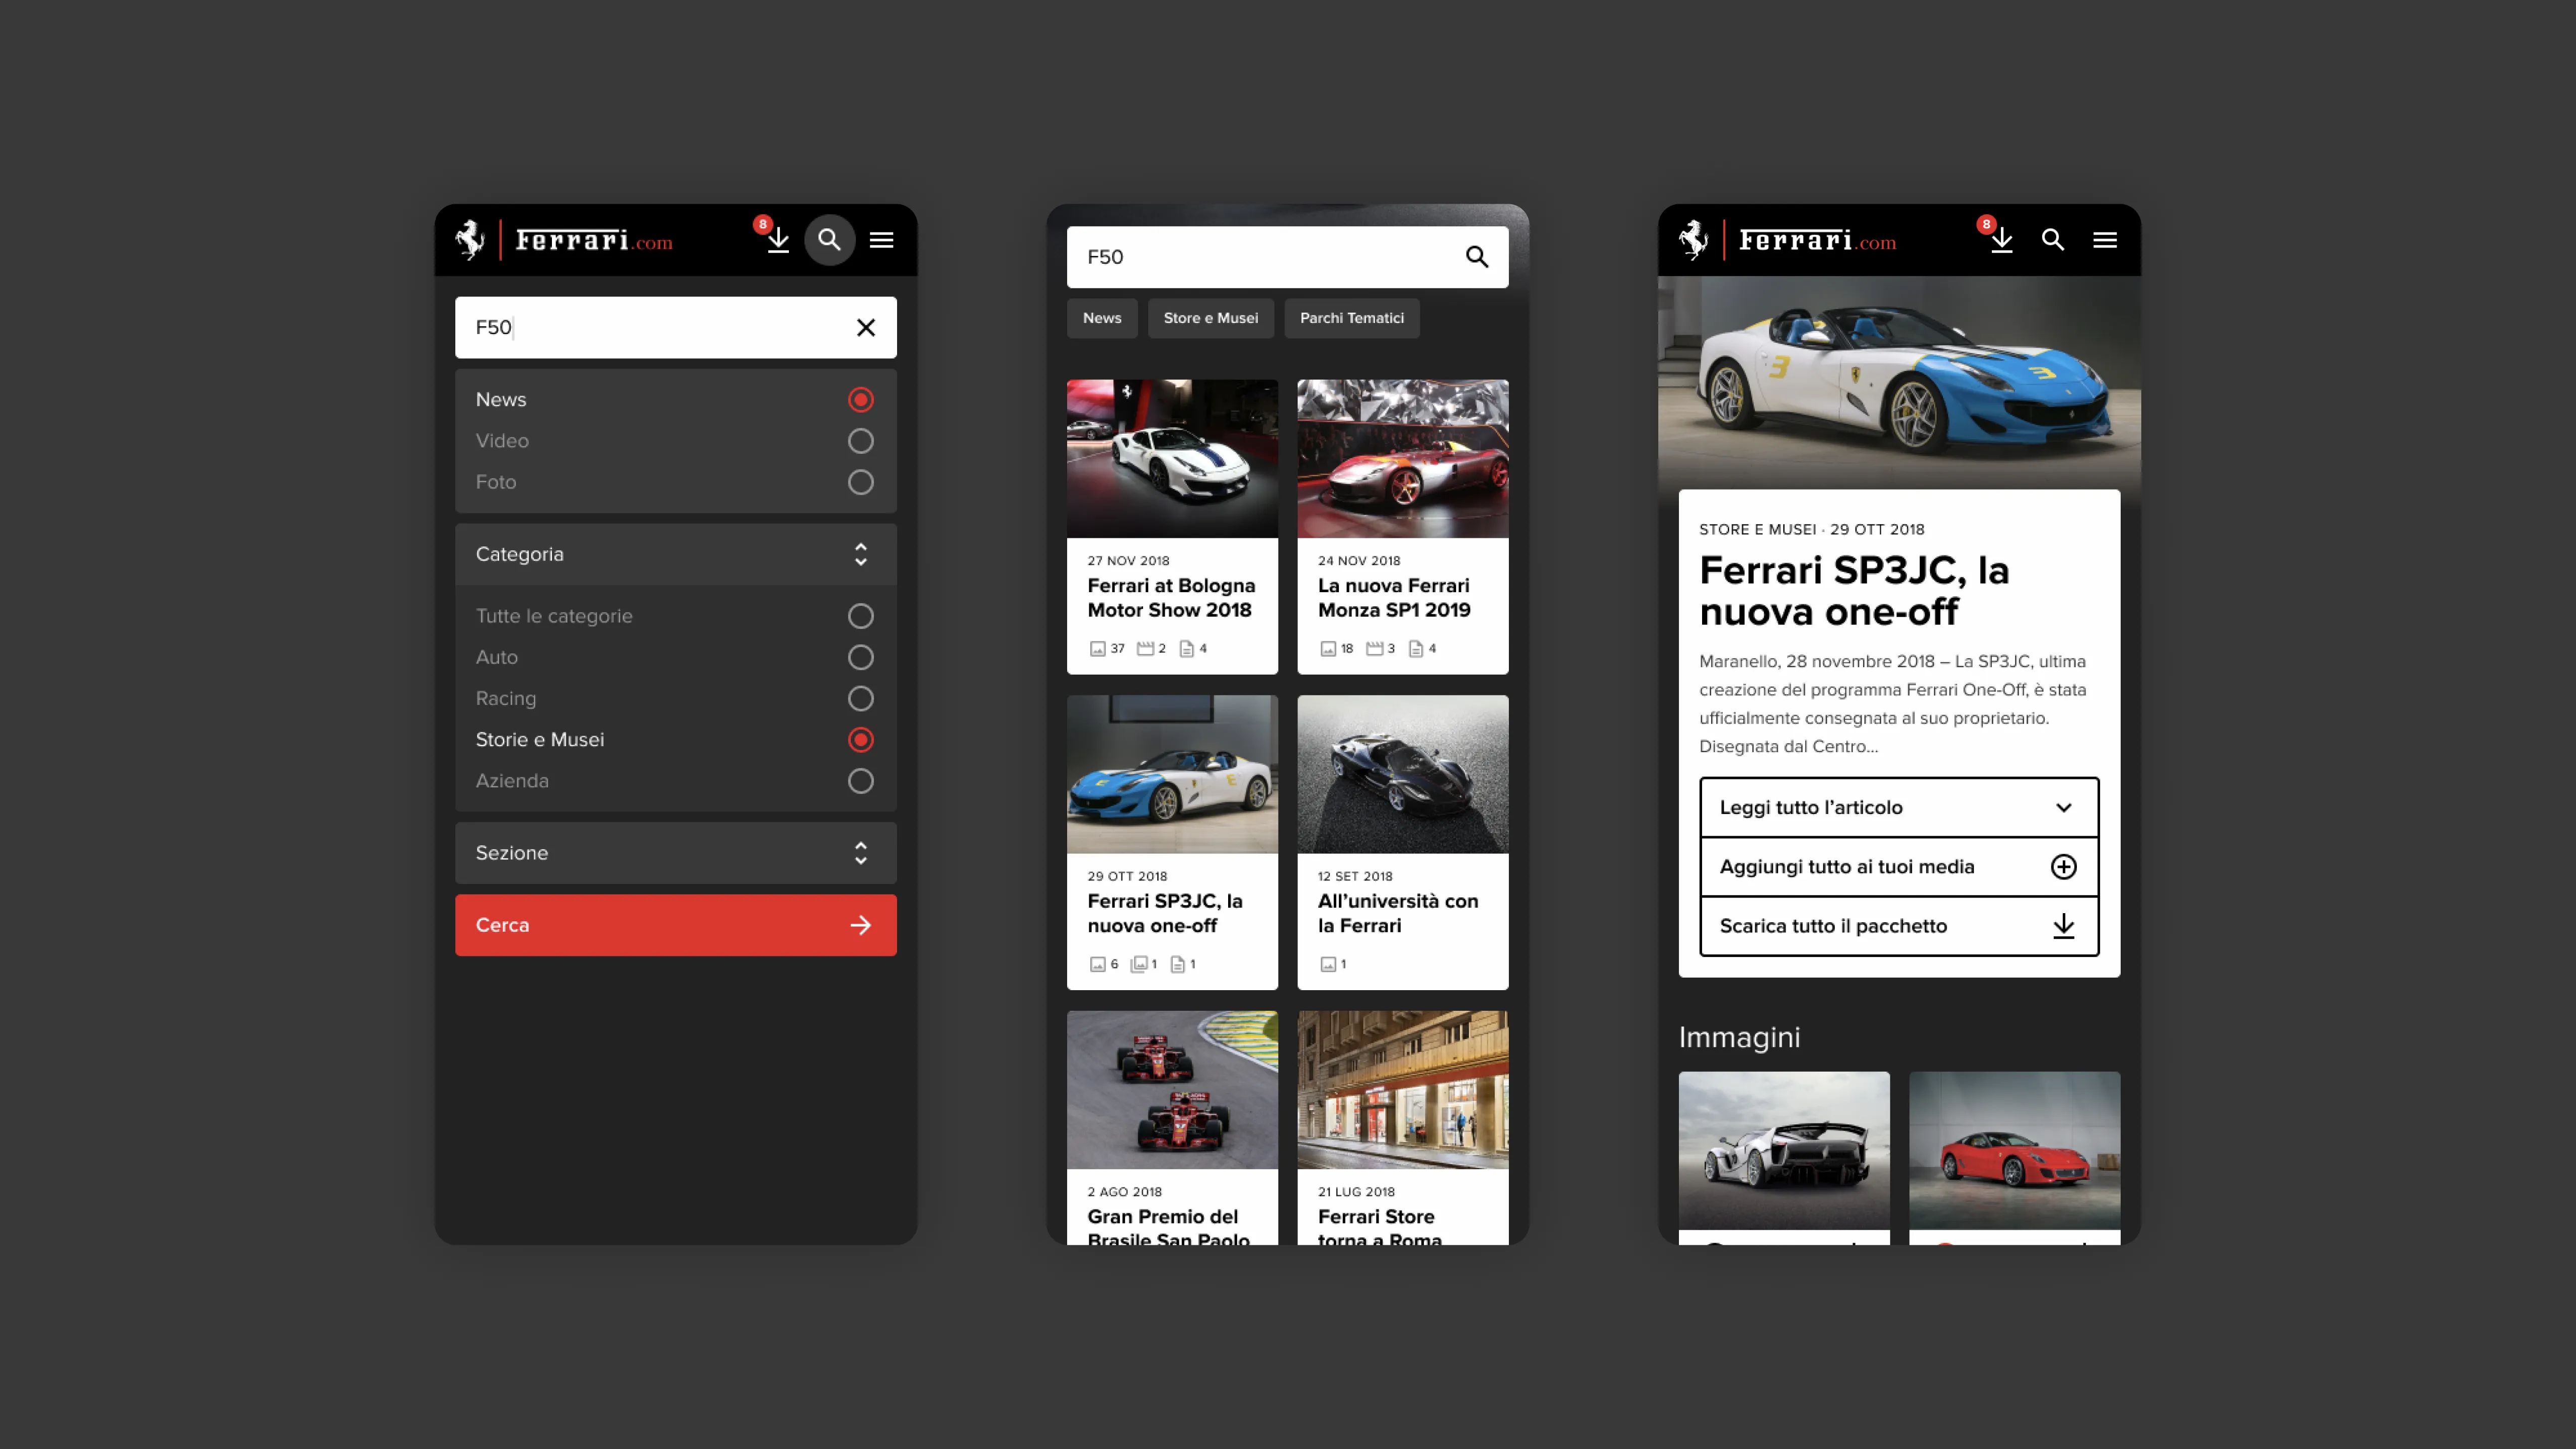 Ferrari.com
8
F50
News
Video
Foto
Categoria
Tutte le categorie
Auto
Racing
Storie e Musei
Azienda
Sezione
Cerca
F50
News
Store e Musei
Parchi Tematici
27 NOV 2018
Ferrari at Bologna
Motor Show 2018
37 2 4
24 NOV 2018
La nuova Ferrari
Monza SP1 2019
18 3 4
29 OTT 2018
Ferrari SP3JC, la
nuova one-off
6 1 1
12 SET 2018
All’università con
la Ferrari
1
2 AGO 2018
Gran Premio del
Brasile San Paolo
21 LUG 2018
Ferrari Store
torna a Roma
Ferrari.com
8
3
3
STORE E MUSEI · 29 OTT 2018
Ferrari SP3JC, la
nuova one-off
Maranello, 28 novembre 2018 – La SP3JC, ultima
creazione del programma Ferrari One-Off, è stata
ufficialmente consegnata al suo proprietario.
Disegnata dal Centro...
Leggi tutto l’articolo
Aggiungi tutto ai tuoi media
Scarica tutto il pacchetto
Immagini